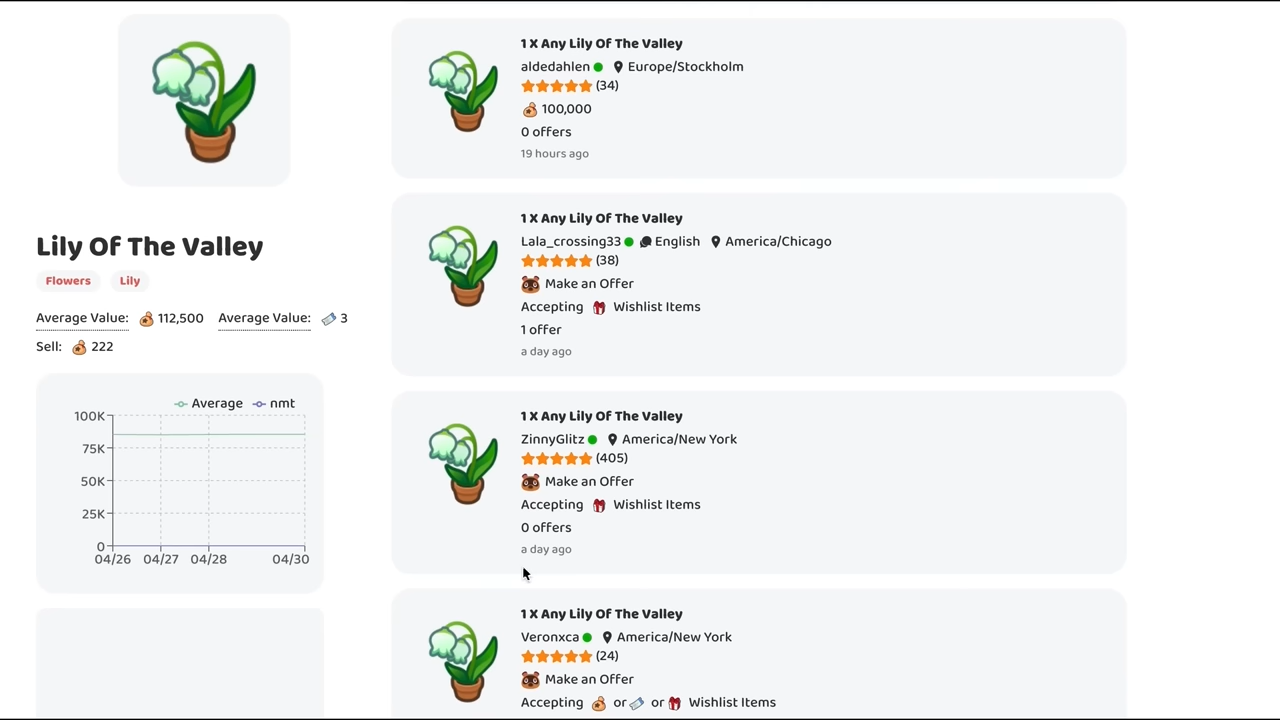 Lily Of The Valley
Flowers Lily
Average Value: 112,500 Average Value: 3
Sell: 222
Average nmt
100K
75K
50K
25K
0
04/26 04/27 04/28 04/30
1 X Any Lily Of The Valley
aldedahlen Europe/Stockholm
(34)
100,000
0 offers
19 hours ago
1 X Any Lily Of The Valley
Lala_crossing33 English America/Chicago
(38)
Make an Offer
Accepting Wishlist Items
1 offer
a day ago
1 X Any Lily Of The Valley
ZinnyGlitz America/New York
(405)
Make an Offer
Accepting Wishlist Items
0 offers
a day ago
1 X Any Lily Of The Valley
Veronxca America/New York
(24)
Make an Offer
Accepting or or Wishlist Items